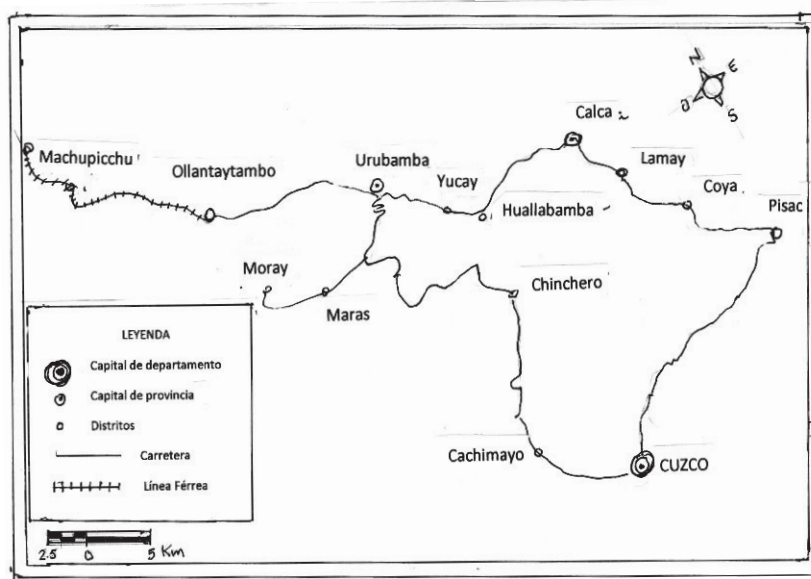 N
E
O
S
Calca
Machupicchu
Ollantaytambo
Urubamba
Lamay
Yucay
Coya
Huallabamba
Pisac
Moray
Maras
Chinchero
Cachimayo
CUZCO
LEYENDA
Capital de departamento
Capital de provincia
Distritos
Carretera
Línea Férrea
2.5 0 5 Km